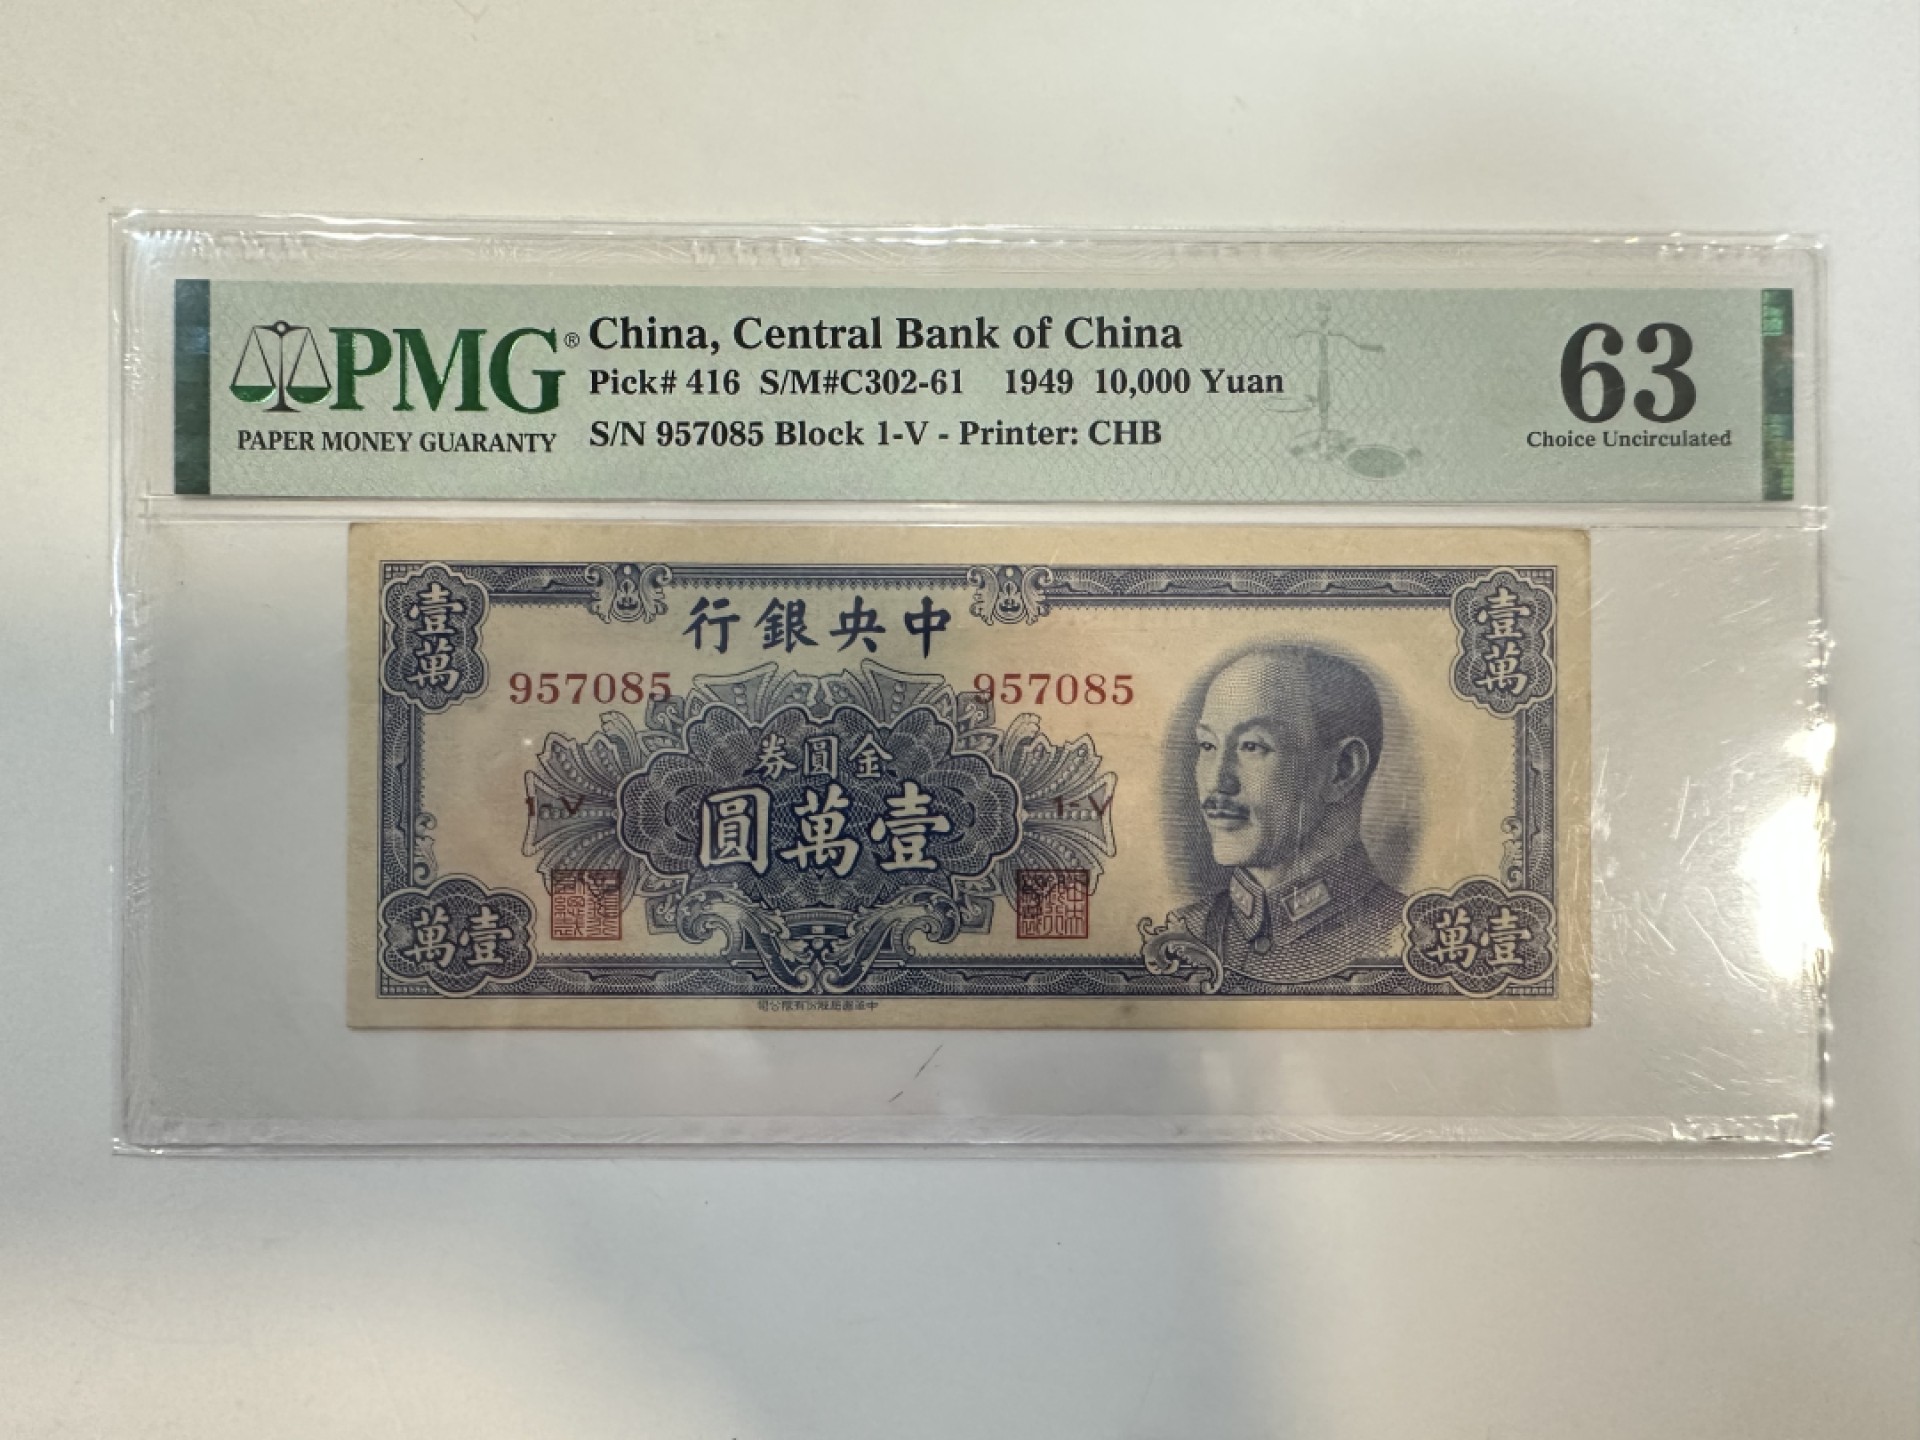 PMG®
PAPER MONEY GUARANTY
China, Central Bank of China
Pick# 416 S/M#C302-61 1949 10,000 Yuan
S/N 957085 Block 1-V - Printer: CHB
63
Choice Uncirculated
壹萬
行銀央中
壹萬
957085
957085
券圓金
1-V
1-V
圓萬壹
萬壹
萬壹